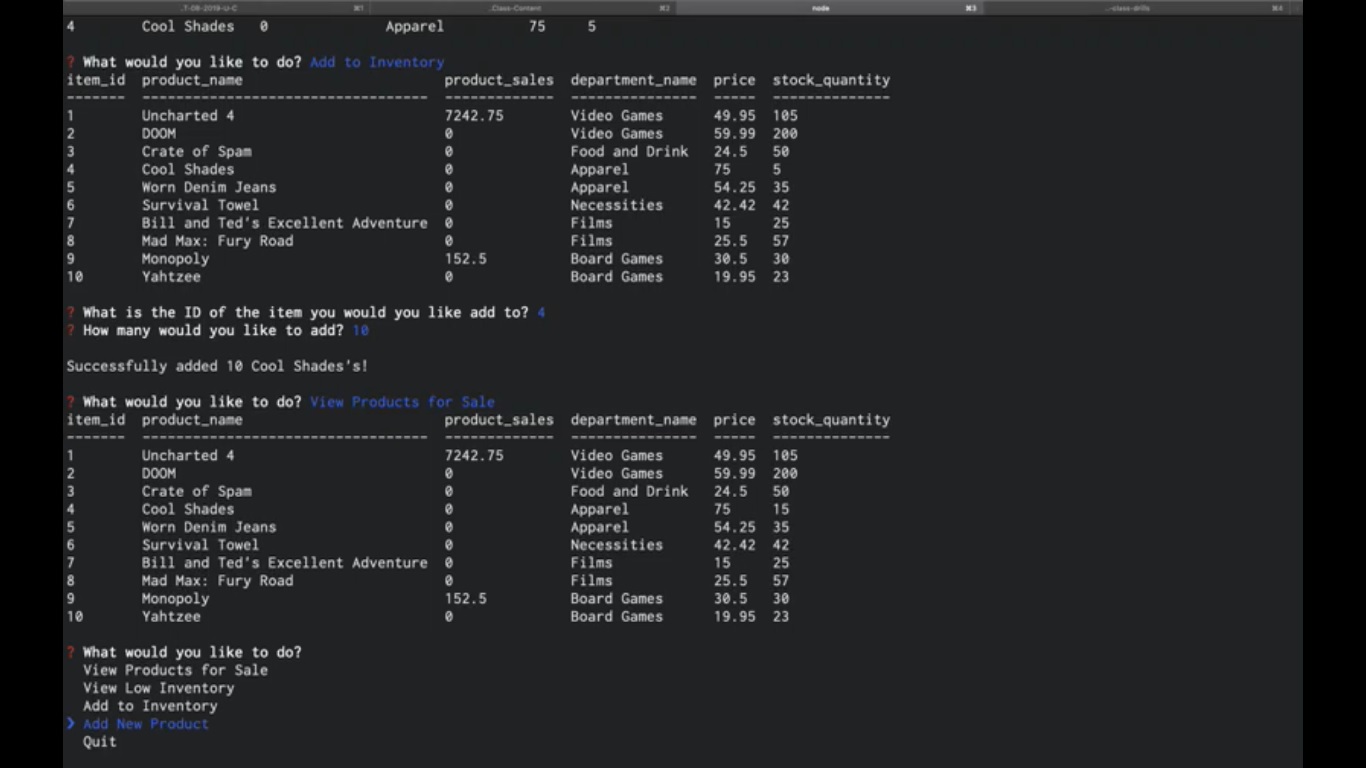 ..T-08-2019-U-C ⌘1 ..Class-Content ⌘2 node ⌘3 ..-class-drills ⌘4
4 Cool Shades 0 Apparel 75 5
? What would you like to do? Add to Inventory
item_id product_name product_sales department_name price stock_quantity
------- ---------------------------------- ------------- --------------- ----- --------------
1 Uncharted 4 7242.75 Video Games 49.95 105
2 DOOM 0 Video Games 59.99 200
3 Crate of Spam 0 Food and Drink 24.5 50
4 Cool Shades 0 Apparel 75 5
5 Worn Denim Jeans 0 Apparel 54.25 35
6 Survival Towel 0 Necessities 42.42 42
7 Bill and Ted's Excellent Adventure 0 Films 15 25
8 Mad Max: Fury Road 0 Films 25.5 57
9 Monopoly 152.5 Board Games 30.5 30
10 Yahtzee 0 Board Games 19.95 23
? What is the ID of the item you would you like add to? 4
? How many would you like to add? 10
Successfully added 10 Cool Shades's!
? What would you like to do? View Products for Sale
item_id product_name product_sales department_name price stock_quantity
------- ---------------------------------- ------------- --------------- ----- --------------
1 Uncharted 4 7242.75 Video Games 49.95 105
2 DOOM 0 Video Games 59.99 200
3 Crate of Spam 0 Food and Drink 24.5 50
4 Cool Shades 0 Apparel 75 15
5 Worn Denim Jeans 0 Apparel 54.25 35
6 Survival Towel 0 Necessities 42.42 42
7 Bill and Ted's Excellent Adventure 0 Films 15 25
8 Mad Max: Fury Road 0 Films 25.5 57
9 Monopoly 152.5 Board Games 30.5 30
10 Yahtzee 0 Board Games 19.95 23
? What would you like to do?
View Products for Sale
View Low Inventory
Add to Inventory
❯ Add New Product
Quit